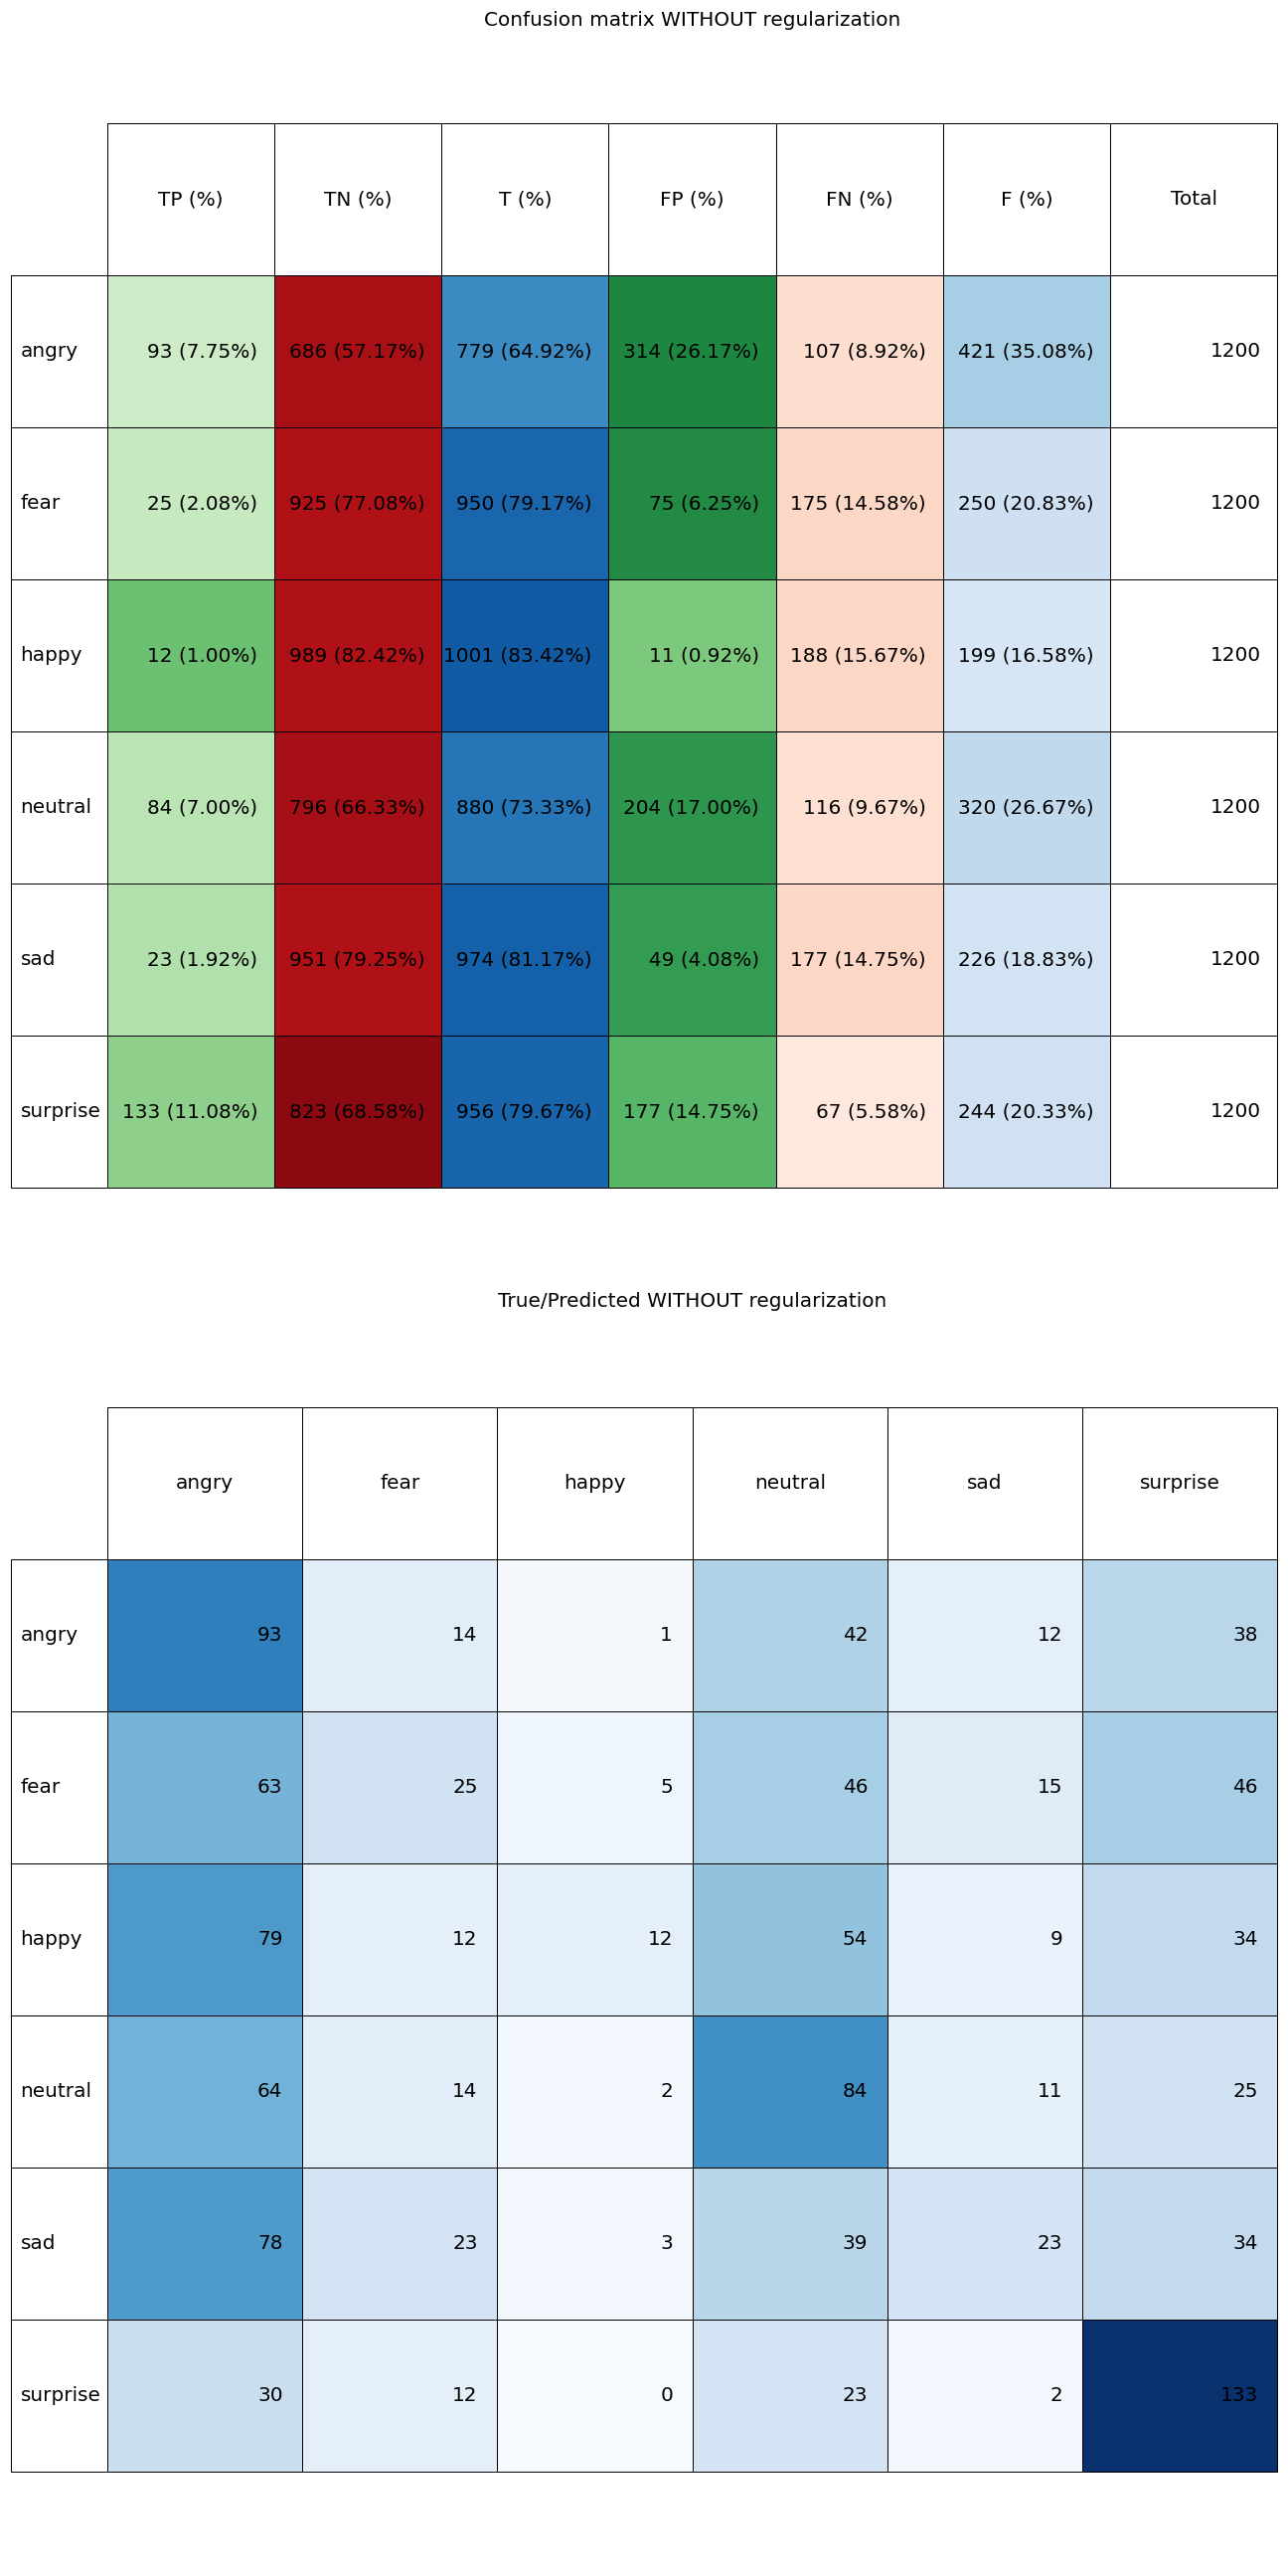 Confusion matrix WITHOUT regularization
TP (%) TN (%) T (%) FP (%) FN (%) F (%) Total
angry 93 (7.75%) 686 (57.17%) 779 (64.92%) 314 (26.17%) 107 (8.92%) 421 (35.08%) 1200
fear 25 (2.08%) 925 (77.08%) 950 (79.17%) 75 (6.25%) 175 (14.58%) 250 (20.83%) 1200
happy 12 (1.00%) 989 (82.42%) 1001 (83.42%) 11 (0.92%) 188 (15.67%) 199 (16.58%) 1200
neutral 84 (7.00%) 796 (66.33%) 880 (73.33%) 204 (17.00%) 116 (9.67%) 320 (26.67%) 1200
sad 23 (1.92%) 951 (79.25%) 974 (81.17%) 49 (4.08%) 177 (14.75%) 226 (18.83%) 1200
surprise 133 (11.08%) 823 (68.58%) 956 (79.67%) 177 (14.75%) 67 (5.58%) 244 (20.33%) 1200
True/Predicted WITHOUT regularization
angry fear happy neutral sad surprise
angry 93 14 1 42 12 38
fear 63 25 5 46 15 46
happy 79 12 12 54 9 34
neutral 64 14 2 84 11 25
sad 78 23 3 39 23 34
surprise 30 12 0 23 2 133